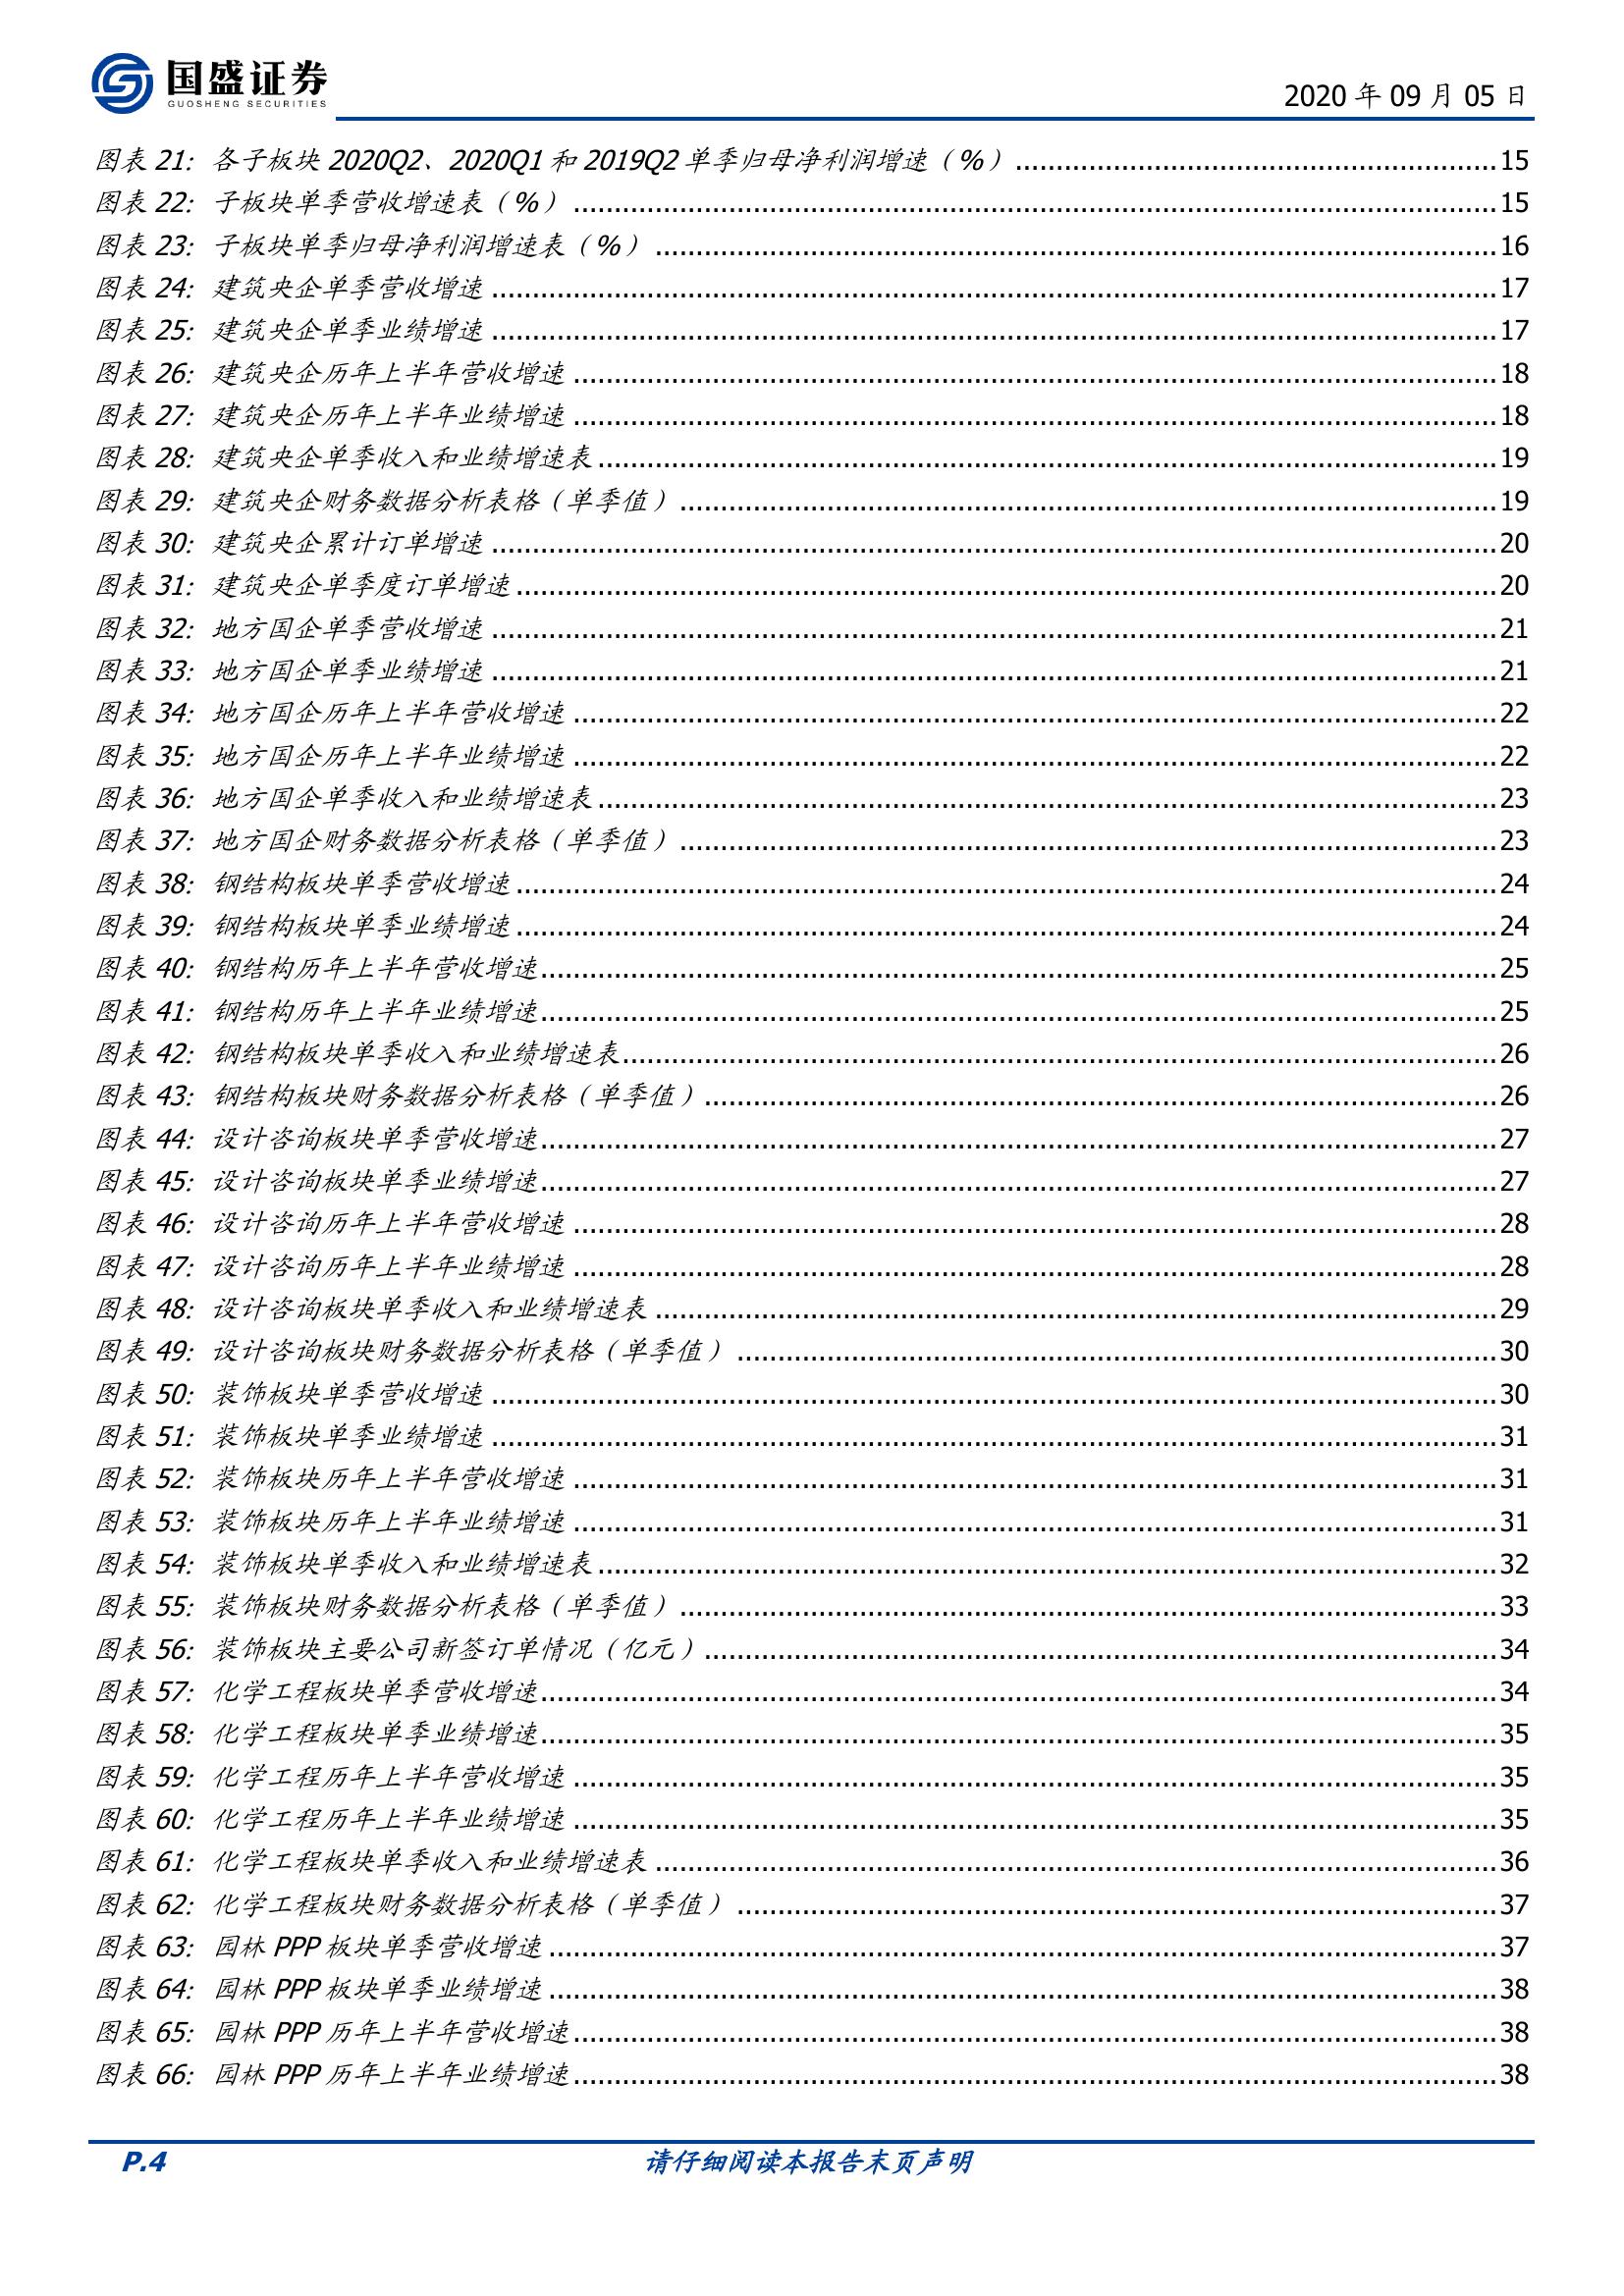 国盛证券
GUOSHENG SECURITIES
2020 年 09 月 05 日
图表 21: 各子板块 2020Q2、2020Q1 和 2019Q2 单季归母净利润增速（%）...15
图表 22: 子板块单季营收增速表（%）...15
图表 23: 子板块单季归母净利润增速表（%）...16
图表 24: 建筑央企单季营收增速...17
图表 25: 建筑央企单季业绩增速...17
图表 26: 建筑央企历年上半年营收增速...18
图表 27: 建筑央企历年上半年业绩增速...18
图表 28: 建筑央企单季收入和业绩增速表...19
图表 29: 建筑央企财务数据分析表格（单季值）...19
图表 30: 建筑央企累计订单增速...20
图表 31: 建筑央企单季度订单增速...20
图表 32: 地方国企单季营收增速...21
图表 33: 地方国企单季业绩增速...21
图表 34: 地方国企历年上半年营收增速...22
图表 35: 地方国企历年上半年业绩增速...22
图表 36: 地方国企单季收入和业绩增速表...23
图表 37: 地方国企财务数据分析表格（单季值）...23
图表 38: 钢结构板块单季营收增速...24
图表 39: 钢结构板块单季业绩增速...24
图表 40: 钢结构历年上半年营收增速...25
图表 41: 钢结构历年上半年业绩增速...25
图表 42: 钢结构板块单季收入和业绩增速表...26
图表 43: 钢结构板块财务数据分析表格（单季值）...26
图表 44: 设计咨询板块单季营收增速...27
图表 45: 设计咨询板块单季业绩增速...27
图表 46: 设计咨询历年上半年营收增速...28
图表 47: 设计咨询历年上半年业绩增速...28
图表 48: 设计咨询板块单季收入和业绩增速表...29
图表 49: 设计咨询板块财务数据分析表格（单季值）...30
图表 50: 装饰板块单季营收增速...30
图表 51: 装饰板块单季业绩增速...31
图表 52: 装饰板块历年上半年营收增速...31
图表 53: 装饰板块历年上半年业绩增速...31
图表 54: 装饰板块单季收入和业绩增速表...32
图表 55: 装饰板块财务数据分析表格（单季值）...33
图表 56: 装饰板块主要公司新签订单情况（亿元）...34
图表 57: 化学工程板块单季营收增速...34
图表 58: 化学工程板块单季业绩增速...35
图表 59: 化学工程历年上半年营收增速...35
图表 60: 化学工程历年上半年业绩增速...35
图表 61: 化学工程板块单季收入和业绩增速表...36
图表 62: 化学工程板块财务数据分析表格（单季值）...37
图表 63: 园林 PPP 板块单季营收增速...37
图表 64: 园林 PPP 板块单季业绩增速...38
图表 65: 园林 PPP 历年上半年营收增速...38
图表 66: 园林 PPP 历年上半年业绩增速...38
P.4 请仔细阅读本报告末页声明